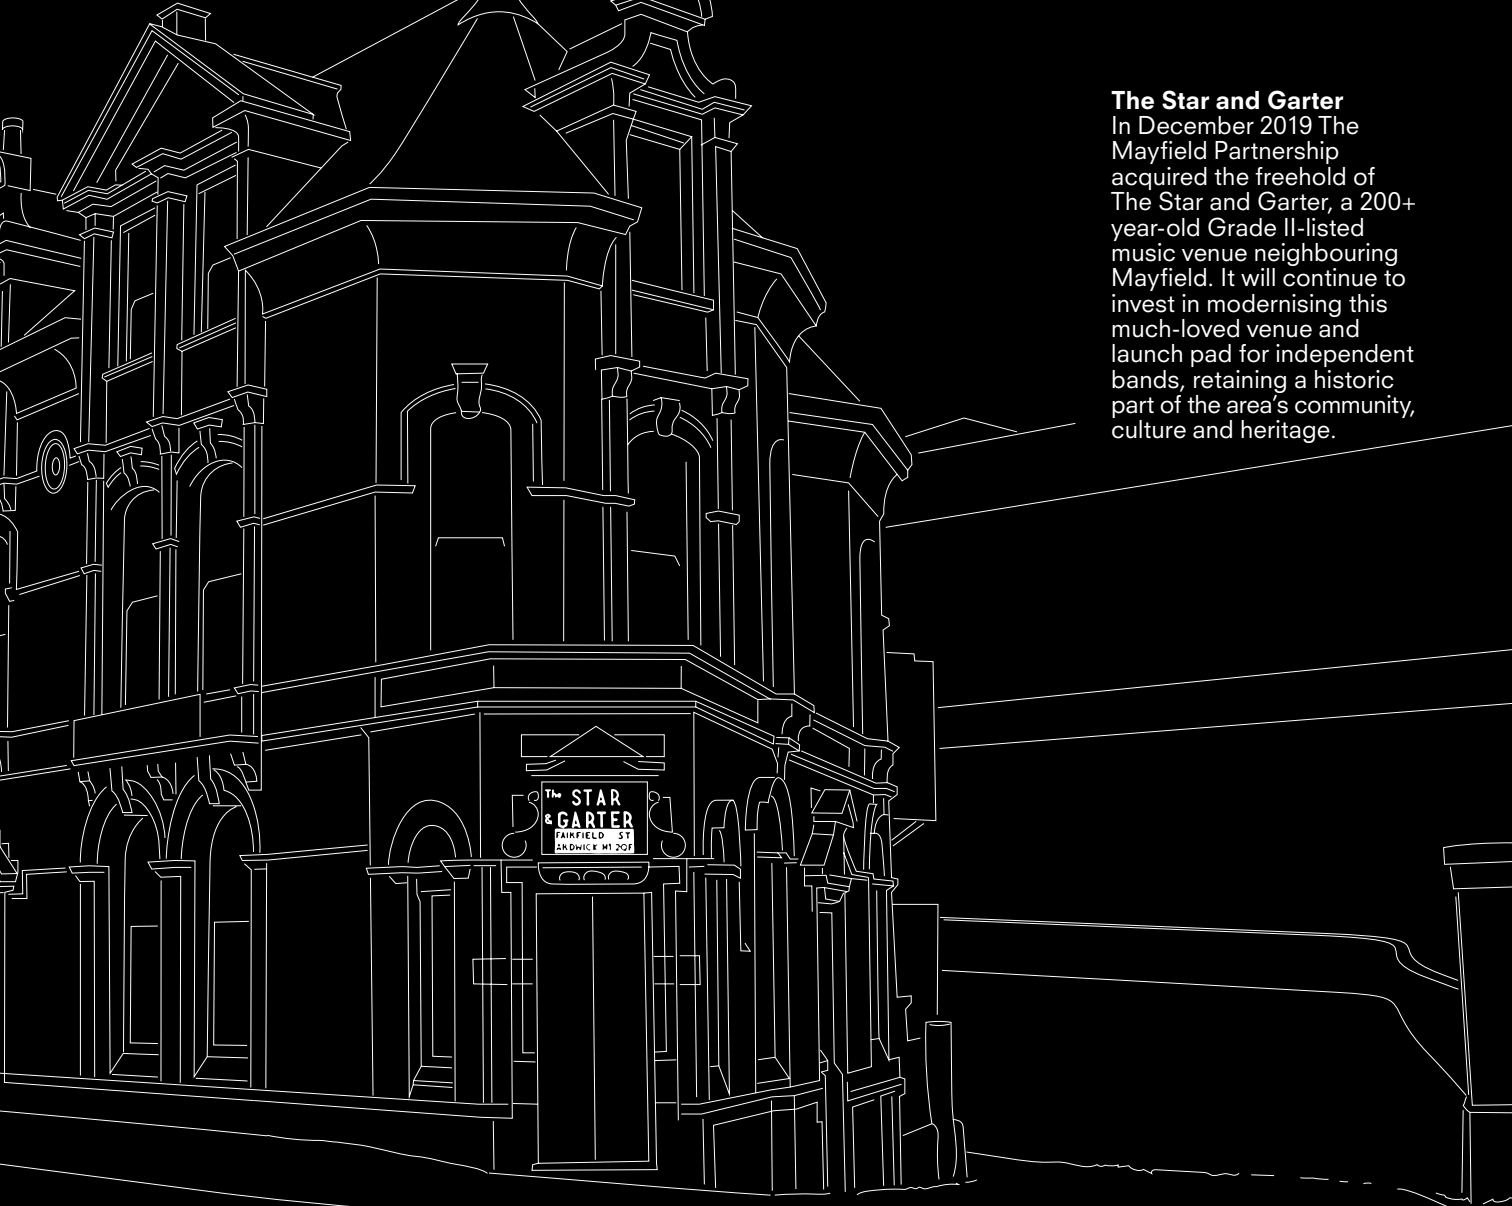 The Star and Garter
In December 2019 The
Mayfield Partnership
acquired the freehold of
The Star and Garter, a 200+
year-old Grade II-listed
music venue neighbouring
Mayfield. It will continue to
invest in modernising this
much-loved venue and
launch pad for independent
bands, retaining a historic
part of the area’s community,
culture and heritage.
The STAR
& GARTER
FAIRFIELD ST
ARDWICK M1 2QF